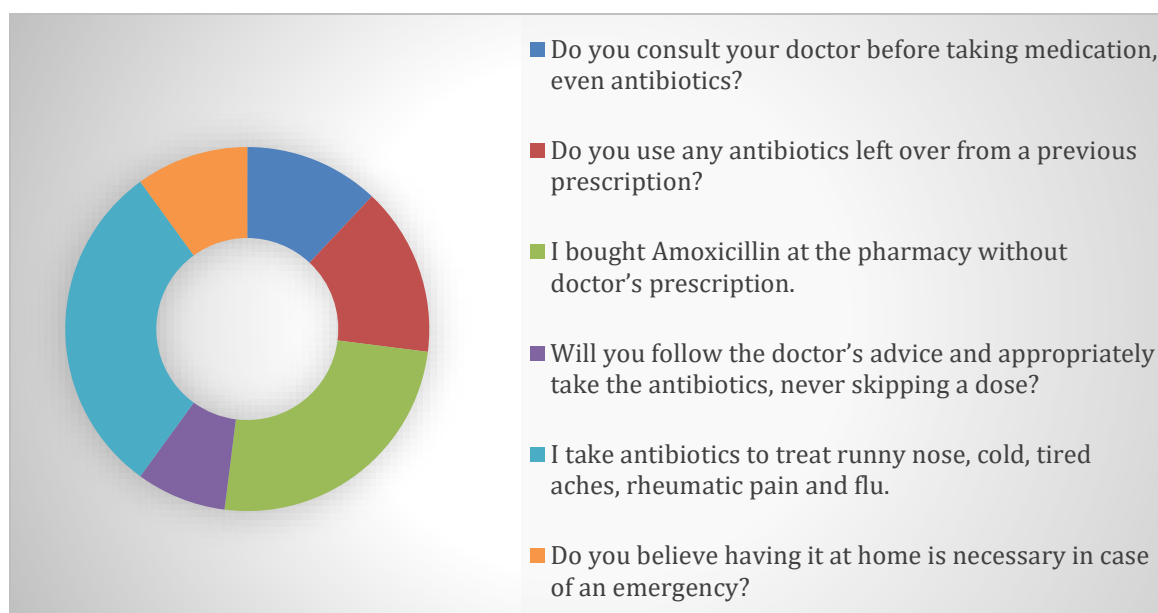 Do you consult your doctor before taking medication,
even antibiotics?
Do you use any antibiotics left over from a previous
prescription?
I bought Amoxicillin at the pharmacy without
doctor’s prescription.
Will you follow the doctor’s advice and appropriately
take the antibiotics, never skipping a dose?
I take antibiotics to treat runny nose, cold, tired
aches, rheumatic pain and flu.
Do you believe having it at home is necessary in case
of an emergency?